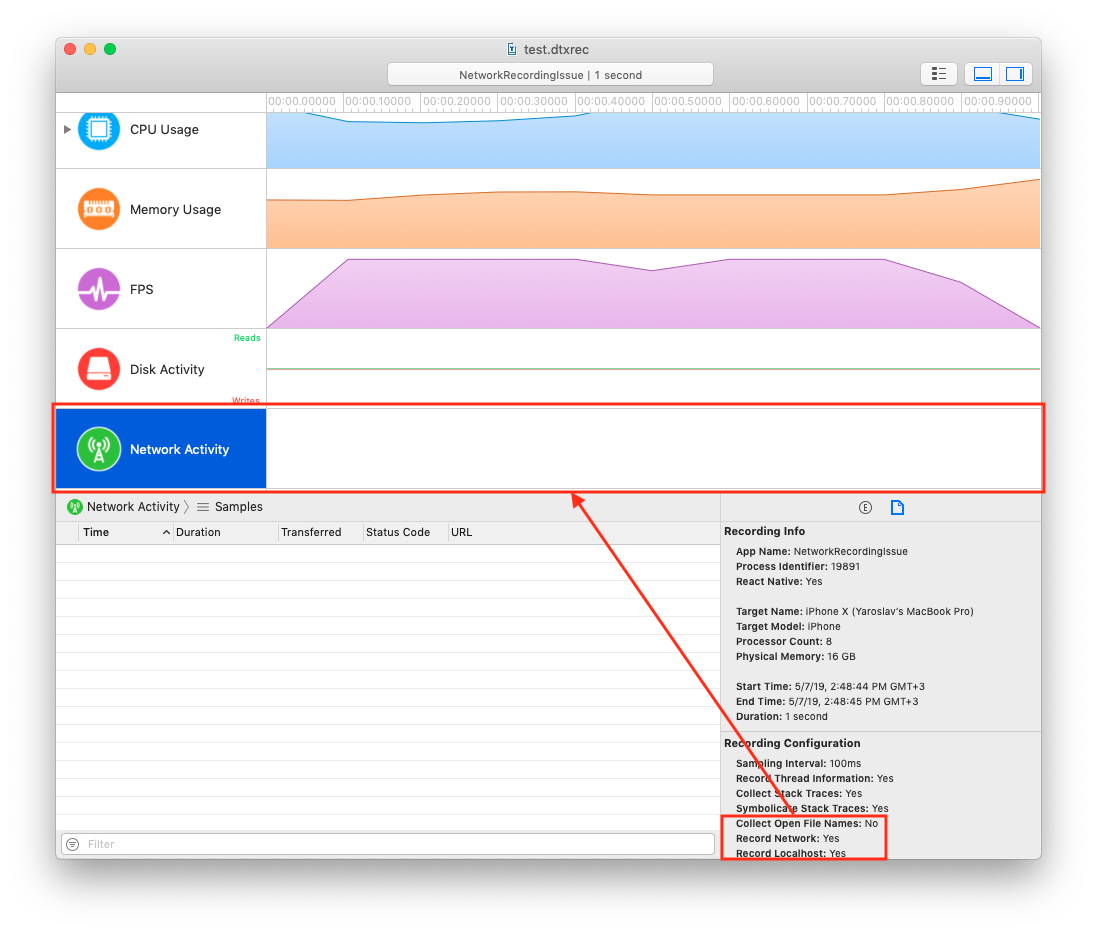 test.dtxrec
NetworkRecordingIssue | 1 second
00:00.00000 00:00.10000 00:00.20000 00:00.30000 00:00.40000 00:00.50000 00:00.60000 00:00.70000 00:00.80000 00:00.90000
CPU Usage
Memory Usage
FPS
Reads
Disk Activity
Writes
Network Activity
Network Activity Samples
Time Duration Transferred Status Code URL
Filter
E
Recording Info
App Name: NetworkRecordingIssue
Process Identifier: 19891
React Native: Yes
Target Name: iPhone X (Yaroslav's MacBook Pro)
Target Model: iPhone
Processor Count: 8
Physical Memory: 16 GB
Start Time: 5/7/19, 2:48:44 PM GMT+3
End Time: 5/7/19, 2:48:45 PM GMT+3
Duration: 1 second
Recording Configuration
Sampling Interval: 100ms
Record Thread Information: Yes
Collect Stack Traces: Yes
Symbolicate Stack Traces: Yes
Collect Open File Names: No
Record Network: Yes
Record Localhost: Yes